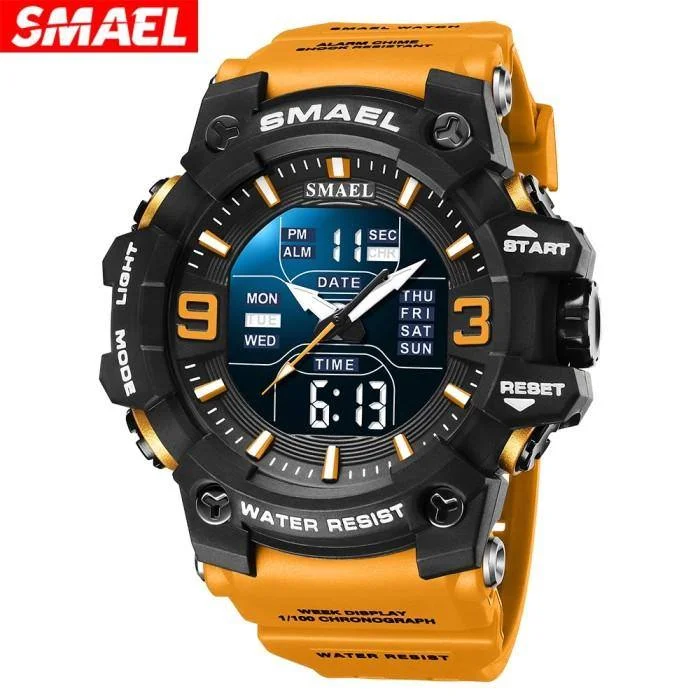 SMAEL
SMAEL WATCH
ALARM CHIME
SHOCK RESISTANT
SMAEL
SMAEL
PM 11 SEC
ALM CHR
START
LIGHT
DATE
MON THU
9 TUE FRI 3
WED SAT
SUN
MODE
TIME
RESET
6:13
WATER RESIST
WEEK DISPLAY
1/100 CHRONOGRAPH
WATER RESIST